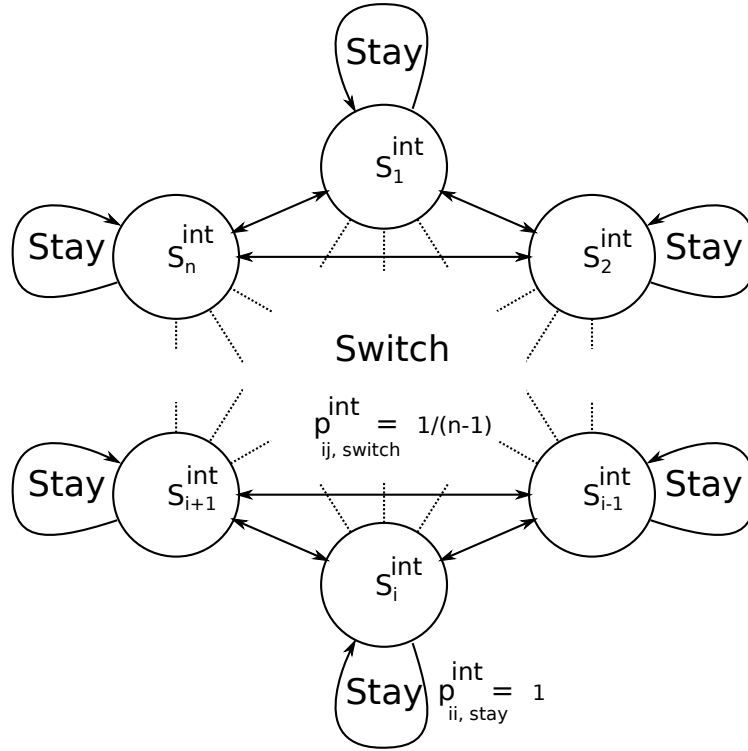 Stay
S₁^int
Stay
Sₙ^int
S₂^int
Stay
Switch
p^int_ij, switch = 1/(n-1)
Stay
S_i+1^int
S_i-1^int
Stay
S_i^int
Stay
p^int_ii, stay = 1